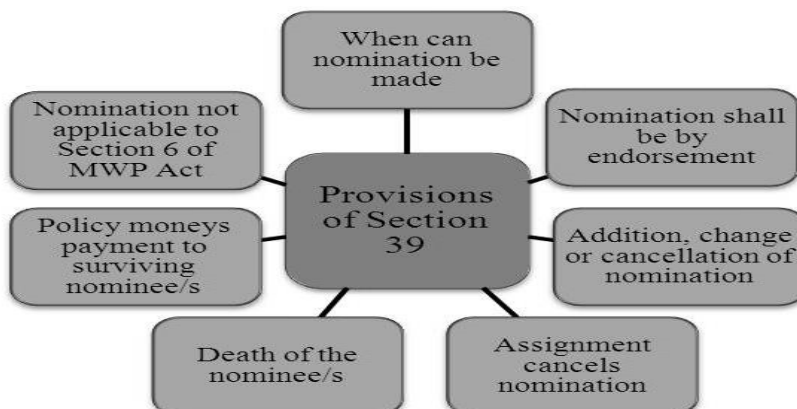 When can
nomination be
made
Nomination not
applicable to
Section 6 of
MWP Act
Nomination shall
be by
endorsement
Provisions
of Section
39
Policy moneys
payment to
surviving
nominee/s
Addition, change
or cancellation of
nomination
Death of the
nominee/s
Assignment
cancels
nomination